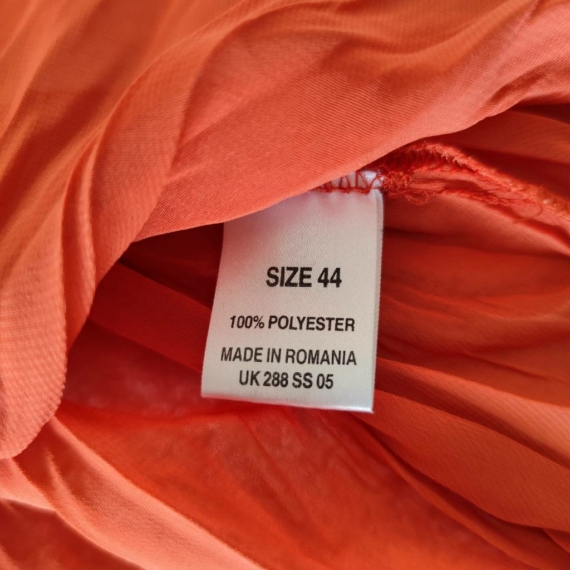 SIZE 44
100% POLYESTER
MADE IN ROMANIA
UK 288 SS 05